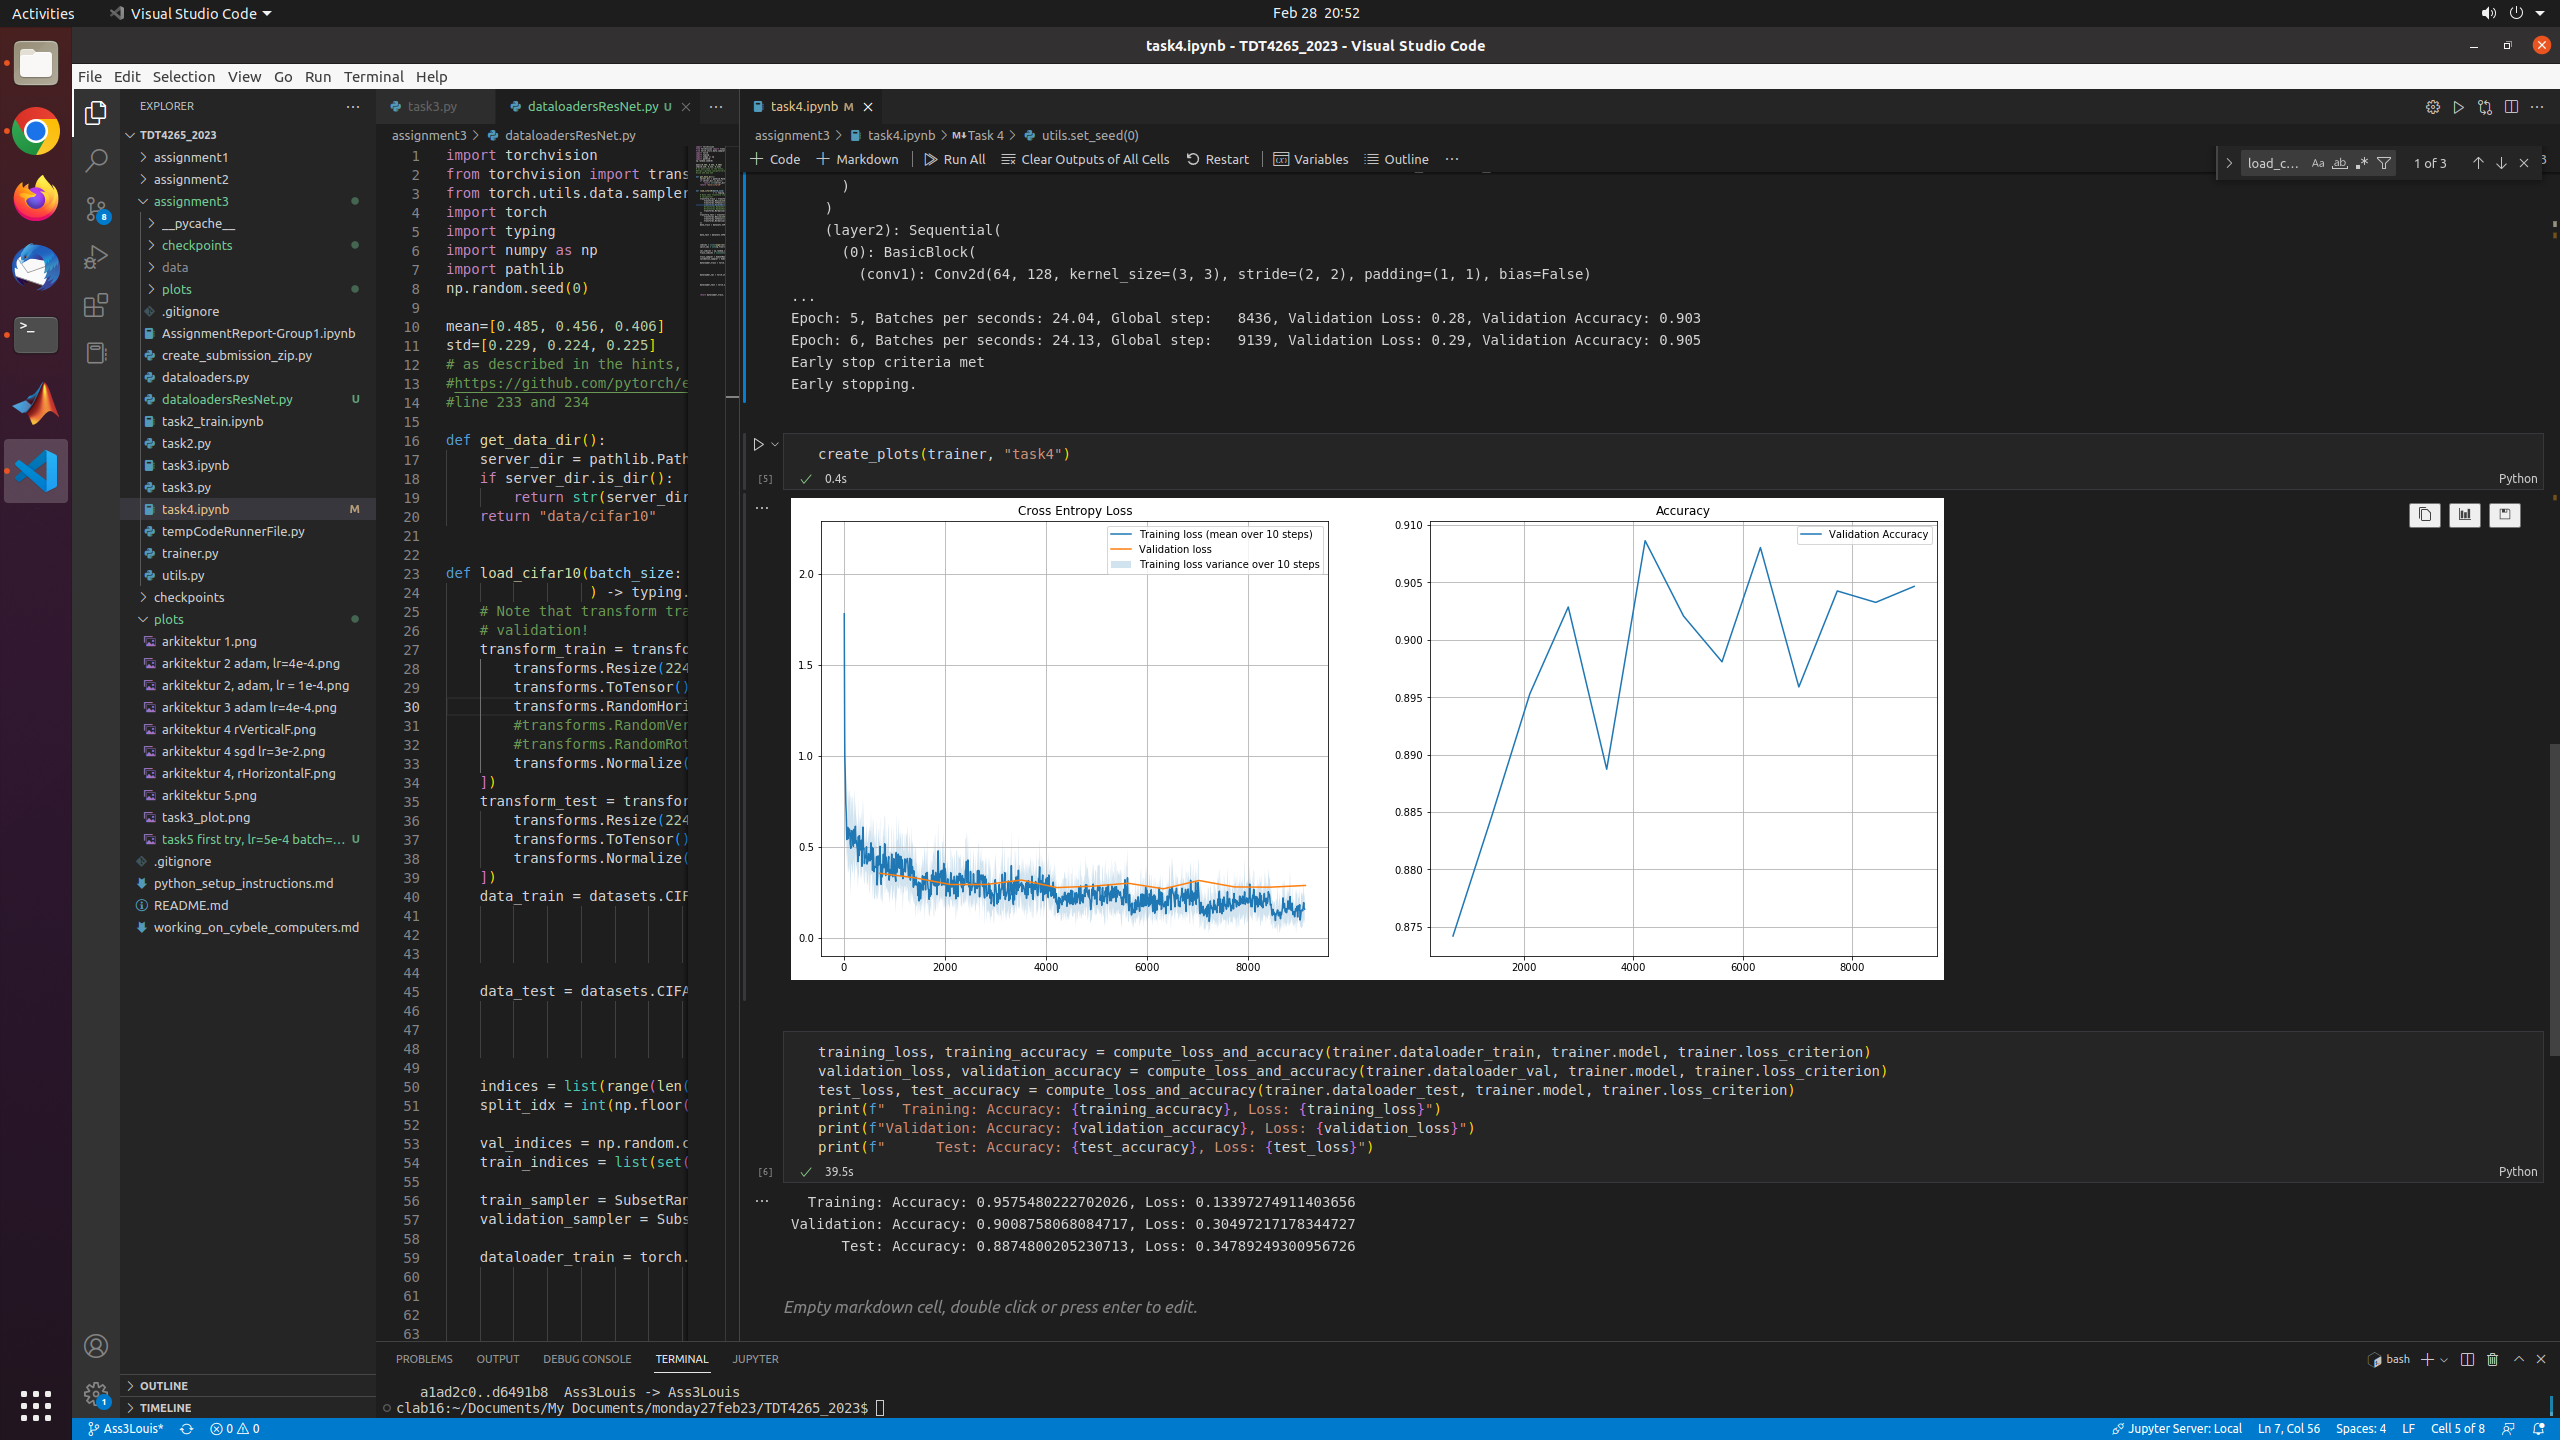 Activities
Visual Studio Code
Feb 28 20:52
task4.ipynb - TDT4265_2023 - Visual Studio Code
File Edit Selection View Go Run Terminal Help
EXPLORER
TDT4265_2023
assignment1
assignment2
assignment3
__pycache__
checkpoints
data
plots
.gitignore
AssignmentReport-Group1.ipynb
create_submission_zip.py
dataloaders.py
dataloadersResNet.py U
task2_train.ipynb
task2.py
task3.ipynb
task3.py
task4.ipynb M
tempCodeRunnerFile.py
trainer.py
utils.py
checkpoints
plots
arkitektur 1.png
arkitektur 2 adam, lr=4e-4.png
arkitektur 2, adam, lr = 1e-4.png
arkitektur 3 adam lr=4e-4.png
arkitektur 4 rVerticalF.png
arkitektur 4 sgd lr=3e-2.png
arkitektur 4, rHorizontalF.png
arkitektur 5.png
task3_plot.png
task5 first try, lr=5e-4 batch=... U
.gitignore
python_setup_instructions.md
README.md
working_on_cybele_computers.md
OUTLINE
TIMELINE
8
1
task3.py
dataloadersResNet.py U
assignment3 > dataloadersResNet.py
1 import torchvision
2 from torchvision import trans
3 from torch.utils.data.sampler
4 import torch
5 import typing
6 import numpy as np
7 import pathlib
8 np.random.seed(0)
9
10 mean=[0.485, 0.456, 0.406]
11 std=[0.229, 0.224, 0.225]
12 # as described in the hints,
13 #https://github.com/pytorch/e
14 #line 233 and 234
15
16 def get_data_dir():
17 server_dir = pathlib.Path
18 if server_dir.is_dir():
19 return str(server_dir
20 return "data/cifar10"
21
22
23 def load_cifar10(batch_size:
24 ) -> typing.
25 # Note that transform tra
26 # validation!
27 transform_train = transfo
28 transforms.Resize(224
29 transforms.ToTensor()
30 transforms.RandomHori
31 #transforms.RandomVer
32 #transforms.RandomRot
33 transforms.Normalize(
34 ])
35 transform_test = transfor
36 transforms.Resize(224
37 transforms.ToTensor()
38 transforms.Normalize(
39 ])
40 data_train = datasets.CIF
41
42
43
44
45 data_test = datasets.CIFA
46
47
48
49
50 indices = list(range(len(
51 split_idx = int(np.floor(
52
53 val_indices = np.random.c
54 train_indices = list(set(
55
56 train_sampler = SubsetRan
57 validation_sampler = Subs
58
59 dataloader_train = torch.
60
61
62
63
task4.ipynb M
assignment3 > task4.ipynb > M↓Task 4 > utils.set_seed(0)
+ Code + Markdown Run All Clear Outputs of All Cells Restart Variables Outline ...
load_c... Aa ab 1 of 3
3
)
)
(layer2): Sequential(
(0): BasicBlock(
(conv1): Conv2d(64, 128, kernel_size=(3, 3), stride=(2, 2), padding=(1, 1), bias=False)
...
Epoch: 5, Batches per seconds: 24.04, Global step: 8436, Validation Loss: 0.28, Validation Accuracy: 0.903
Epoch: 6, Batches per seconds: 24.13, Global step: 9139, Validation Loss: 0.29, Validation Accuracy: 0.905
Early stop criteria met
Early stopping.
create_plots(trainer, "task4")
[5] 0.4s Python
Cross Entropy Loss
Training loss (mean over 10 steps)
Validation loss
Training loss variance over 10 steps
2.0
1.5
1.0
0.5
0.0
0 2000 4000 6000 8000
Accuracy
Validation Accuracy
0.910
0.905
0.900
0.895
0.890
0.885
0.880
0.875
2000 4000 6000 8000
training_loss, training_accuracy = compute_loss_and_accuracy(trainer.dataloader_train, trainer.model, trainer.loss_criterion)
validation_loss, validation_accuracy = compute_loss_and_accuracy(trainer.dataloader_val, trainer.model, trainer.loss_criterion)
test_loss, test_accuracy = compute_loss_and_accuracy(trainer.dataloader_test, trainer.model, trainer.loss_criterion)
print(f" Training: Accuracy: {training_accuracy}, Loss: {training_loss}")
print(f"Validation: Accuracy: {validation_accuracy}, Loss: {validation_loss}")
print(f" Test: Accuracy: {test_accuracy}, Loss: {test_loss}")
[6] 39.5s Python
Training: Accuracy: 0.9575480222702026, Loss: 0.13397274911403656
Validation: Accuracy: 0.9008758068084717, Loss: 0.30497217178344727
Test: Accuracy: 0.8874800205230713, Loss: 0.34789249300956726
Empty markdown cell, double click or press enter to edit.
PROBLEMS OUTPUT DEBUG CONSOLE TERMINAL JUPYTER
bash
a1ad2c0..d6491b8 Ass3Louis -> Ass3Louis
clab16:~/Documents/My Documents/monday27feb23/TDT4265_2023$
Ass3Louis* 0 0
Jupyter Server: Local Ln 7, Col 56 Spaces: 4 LF Cell 5 of 8